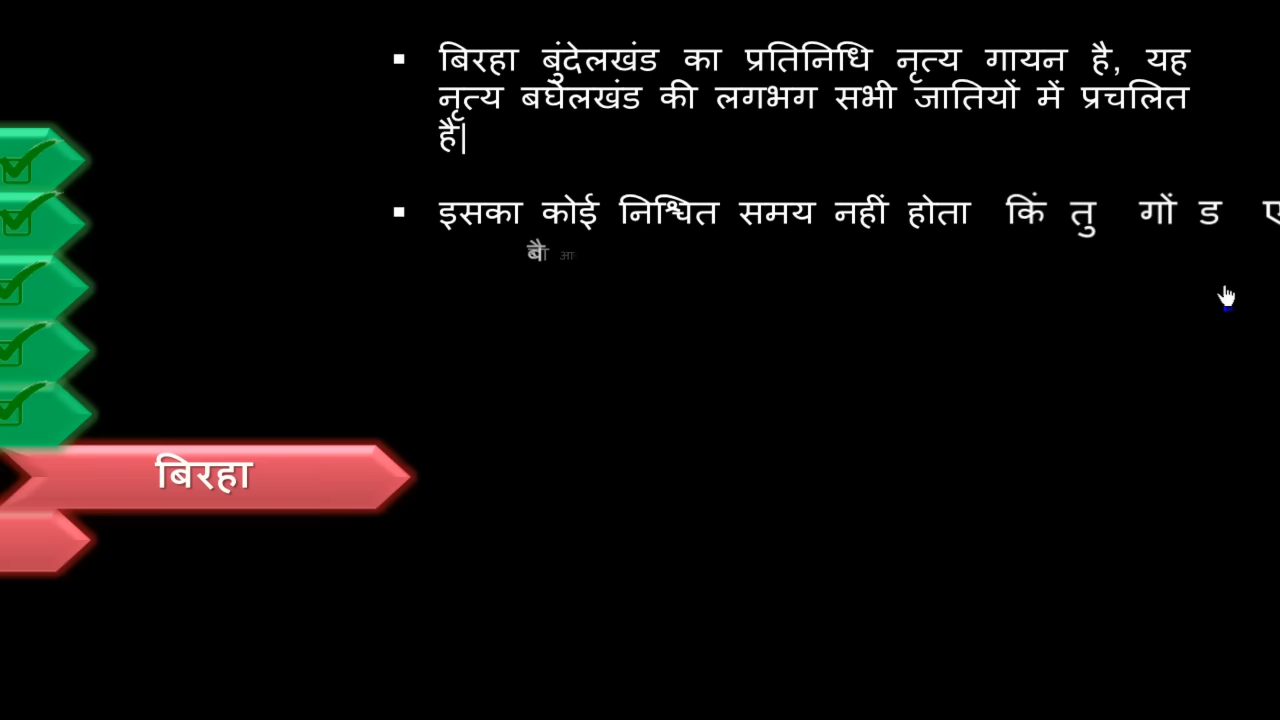 बिरहा बुंदेलखंड का प्रतिनिधि नृत्य गायन है, यह
नृत्य बघेलखंड की लगभग सभी जातियों में प्रचलित
है|
इसका कोई निश्चित समय नहीं होता किंतु गोंड
बिरहा